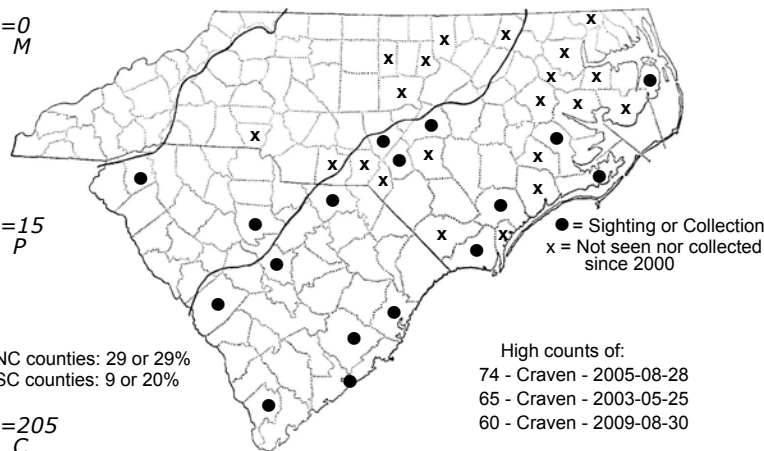 =0
M
=15
P
● = Sighting or Collection
x = Not seen nor collected
since 2000
NC counties: 29 or 29%
SC counties: 9 or 20%
High counts of:
74 - Craven - 2005-08-28
65 - Craven - 2003-05-25
60 - Craven - 2009-08-30
=205
C